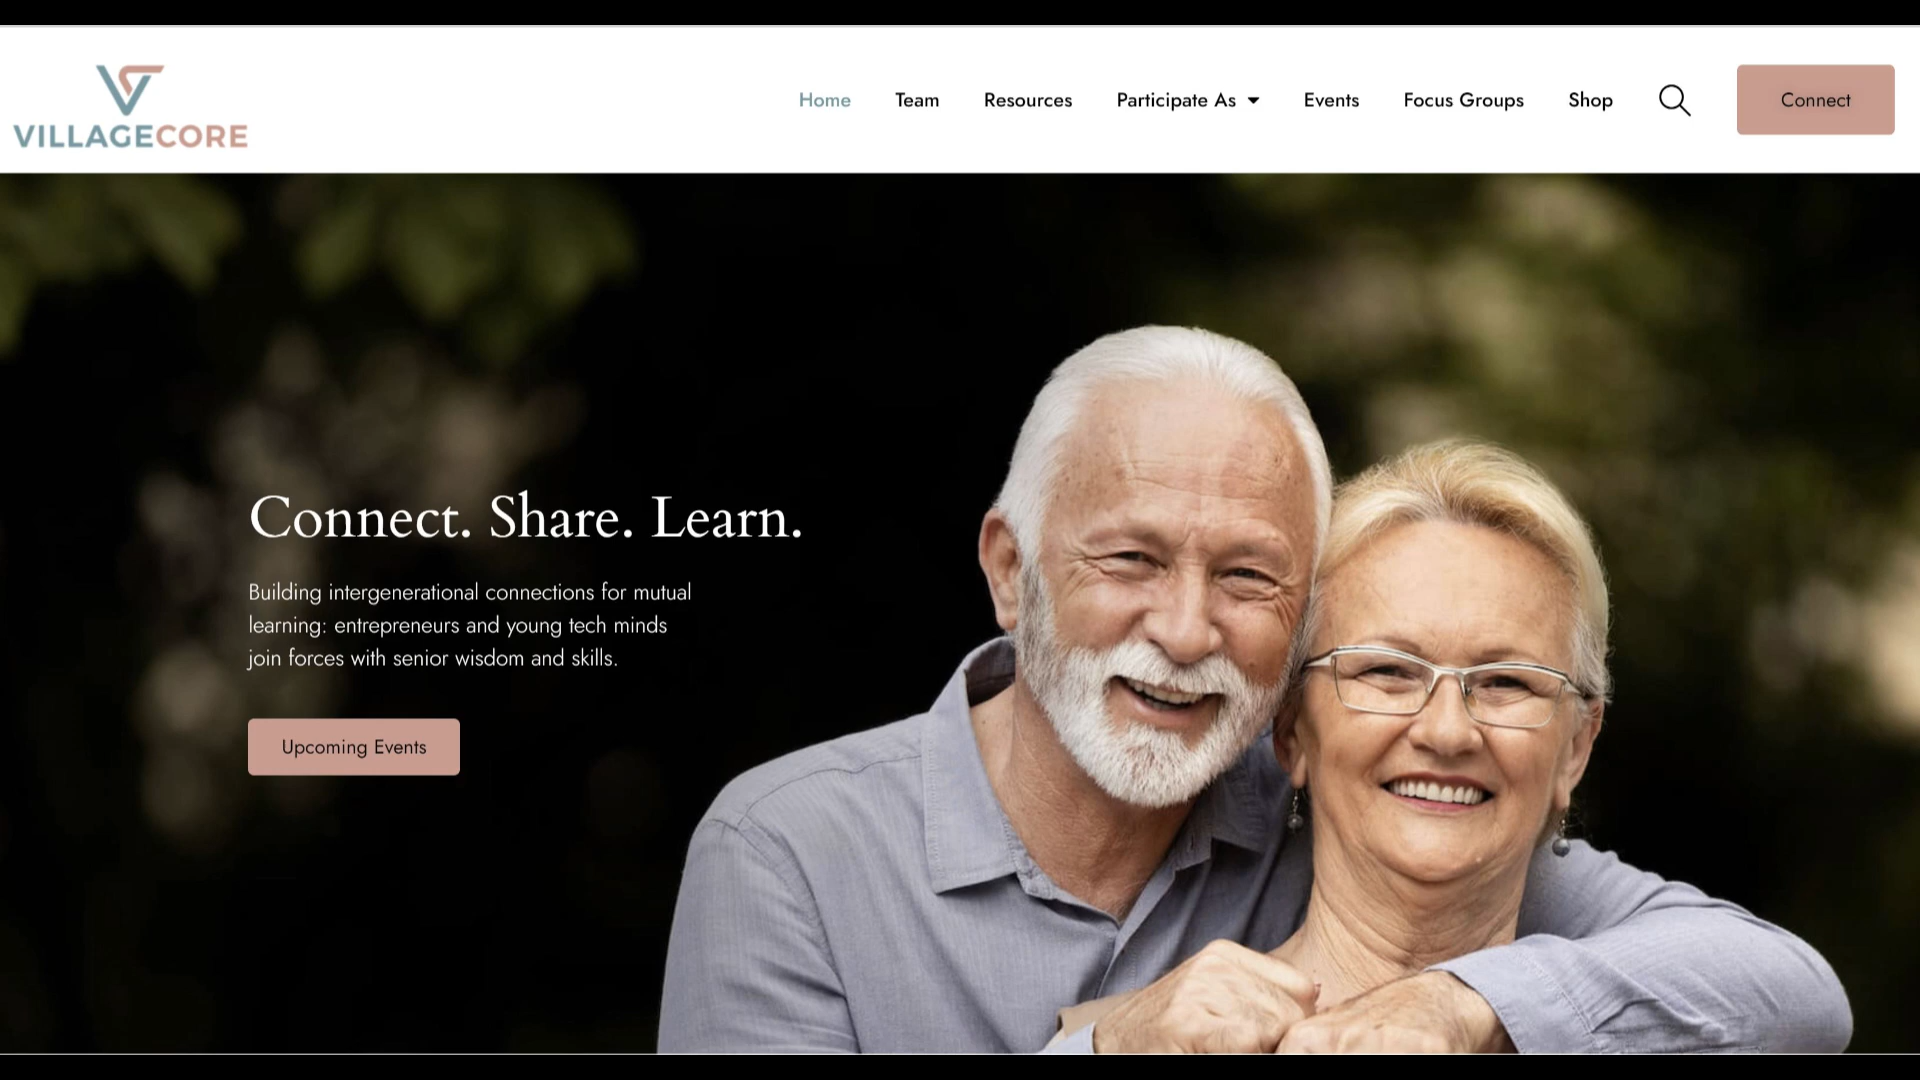 VILLAGECORE
Home Team Resources Participate As Events Focus Groups Shop Connect
Connect. Share. Learn.
Building intergenerational connections for mutual
learning: entrepreneurs and young tech minds
join forces with senior wisdom and skills.
Upcoming Events